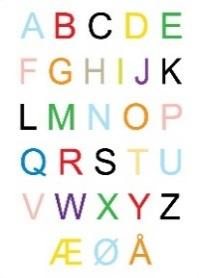 A B C D E
F G H I J K
L M N O P
Q R S T U
V W X Y Z
Æ Ø Å